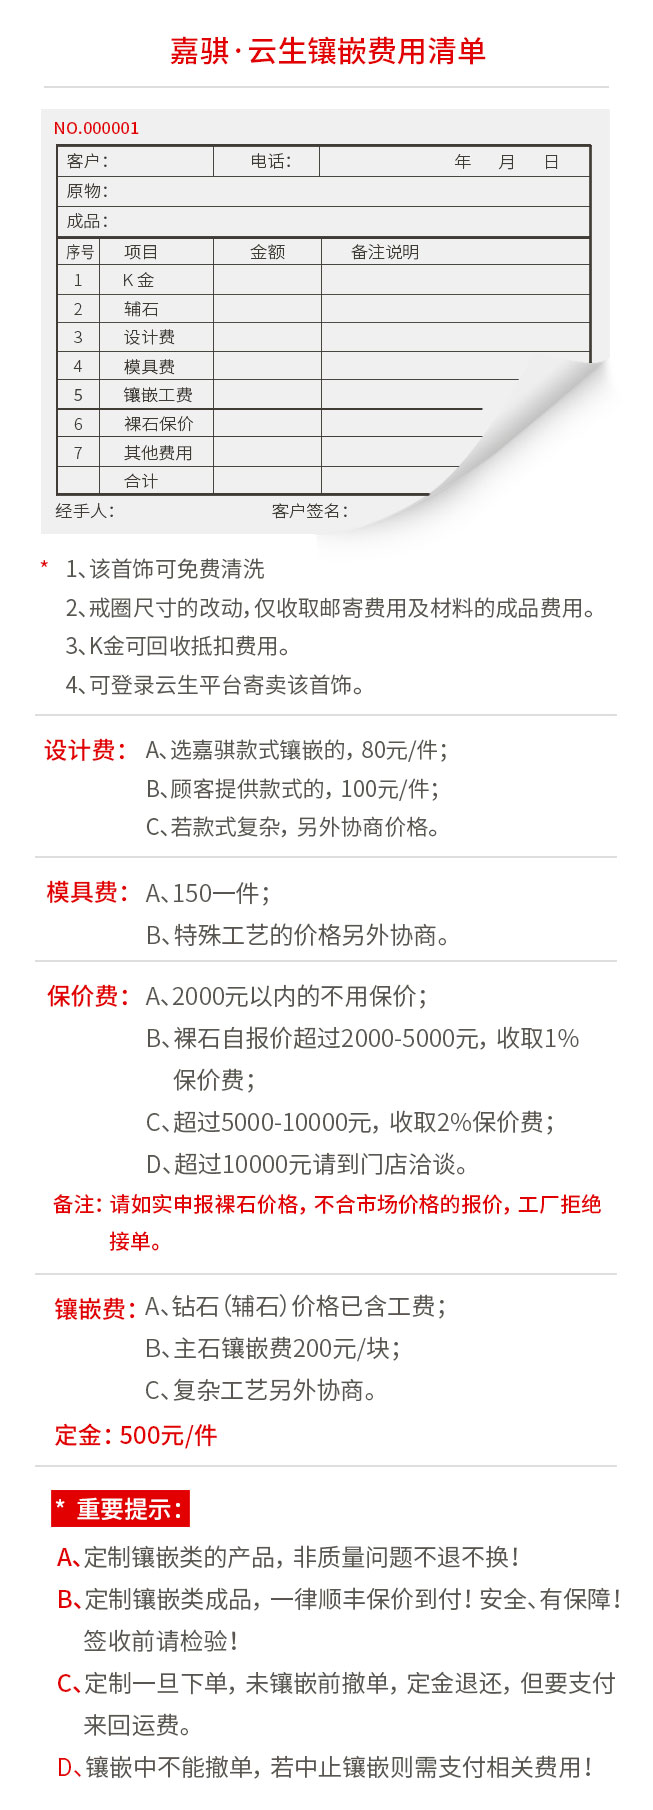 嘉骐·云生镶嵌费用清单
NO.000001
客户: 电话: 年 月 日
原物:
成品:
序号 项目 金额 备注说明
1 K金
2 辅石
3 设计费
4 模具费
5 镶嵌工费
6 裸石保价
7 其他费用
合计
经手人: 客户签名:
* 1、该首饰可免费清洗
2、戒圈尺寸的改动,仅收取邮寄费用及材料的成品费用。
3、K金可回收抵扣费用。
4、可登录云生平台寄卖该首饰。
设计费: A、选嘉骐款式镶嵌的, 80元/件;
B、顾客提供款式的, 100元/件;
C、若款式复杂, 另外协商价格。
模具费: A、150一件;
B、特殊工艺的价格另外协商。
保价费: A、2000元以内的不用保价;
B、裸石自报价超过2000-5000元, 收取1%
保价费;
C、超过5000-10000元, 收取2%保价费;
D、超过10000元请到门店洽谈。
备注: 请如实申报裸石价格, 不合市场价格的报价, 工厂拒绝
接单。
镶嵌费: A、钻石(辅石)价格已含工费;
B、主石镶嵌费200元/块;
C、复杂工艺另外协商。
定金: 500元/件
* 重要提示:
A、定制镶嵌类的产品, 非质量问题不退不换!
B、定制镶嵌类成品, 一律顺丰保价到付! 安全、有保障!
签收前请检验!
C、定制一旦下单, 未镶嵌前撤单, 定金退还, 但要支付
来回运费。
D、镶嵌中不能撤单, 若中止镶嵌则需支付相关费用!